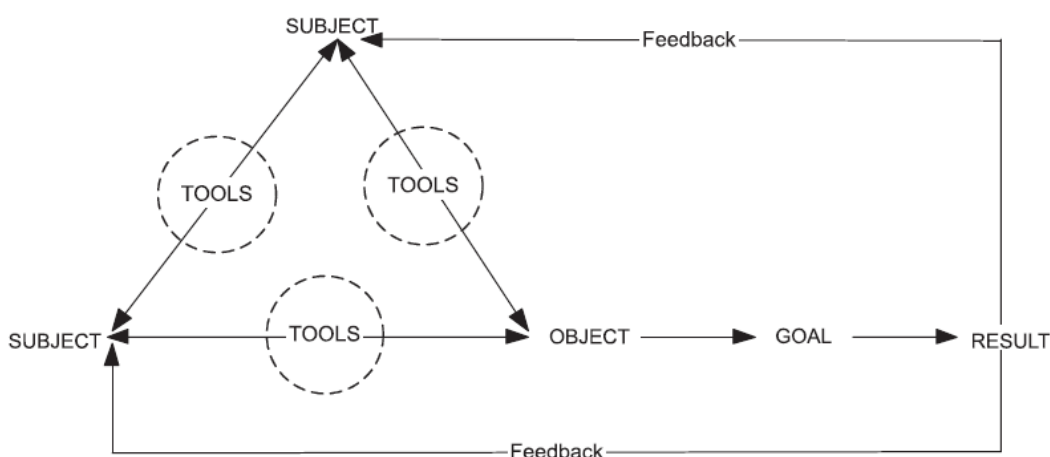 SUBJECT
Feedback
TOOLS
TOOLS
TOOLS
SUBJECT
OBJECT
GOAL
RESULT
Feedback